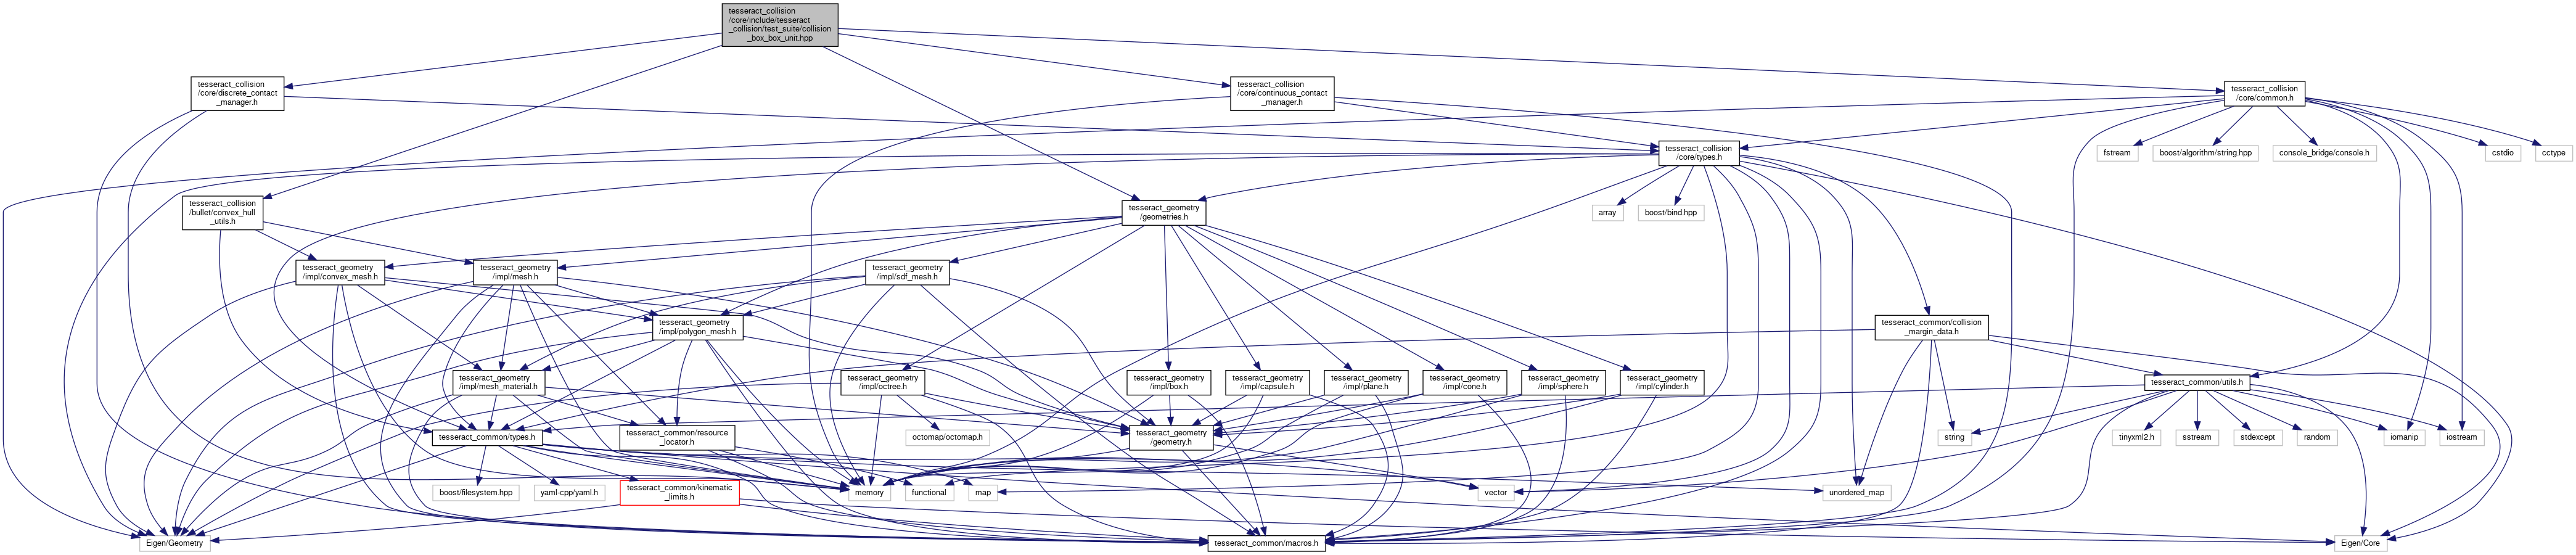 tesseract_collision
/core/include/tesseract
_collision/test_suite/collision
_box_box_unit.hpp
tesseract_collision
/core/discrete_contact
_manager.h
tesseract_collision
/core/continuous_contact
_manager.h
tesseract_collision
/core/common.h
tesseract_collision
/core/types.h
fstream
boost/algorithm/string.hpp
console_bridge/console.h
cstdio
cctype
tesseract_collision
/bullet/convex_hull
_utils.h
tesseract_geometry
/geometries.h
array
boost/bind.hpp
tesseract_geometry
/impl/convex_mesh.h
tesseract_geometry
/impl/mesh.h
tesseract_geometry
/impl/sdf_mesh.h
tesseract_geometry
/impl/polygon_mesh.h
tesseract_common/collision
_margin_data.h
tesseract_geometry
/impl/mesh_material.h
tesseract_geometry
/impl/octree.h
tesseract_geometry
/impl/box.h
tesseract_geometry
/impl/capsule.h
tesseract_geometry
/impl/plane.h
tesseract_geometry
/impl/cone.h
tesseract_geometry
/impl/sphere.h
tesseract_geometry
/impl/cylinder.h
tesseract_common/utils.h
tesseract_common/types.h
tesseract_common/resource
_locator.h
octomap/octomap.h
tesseract_geometry
/geometry.h
string
tinyxml2.h
sstream
stdexcept
random
iomanip
iostream
boost/filesystem.hpp
yaml-cpp/yaml.h
tesseract_common/kinematic
_limits.h
memory
functional
map
vector
unordered_map
Eigen/Geometry
tesseract_common/macros.h
Eigen/Core